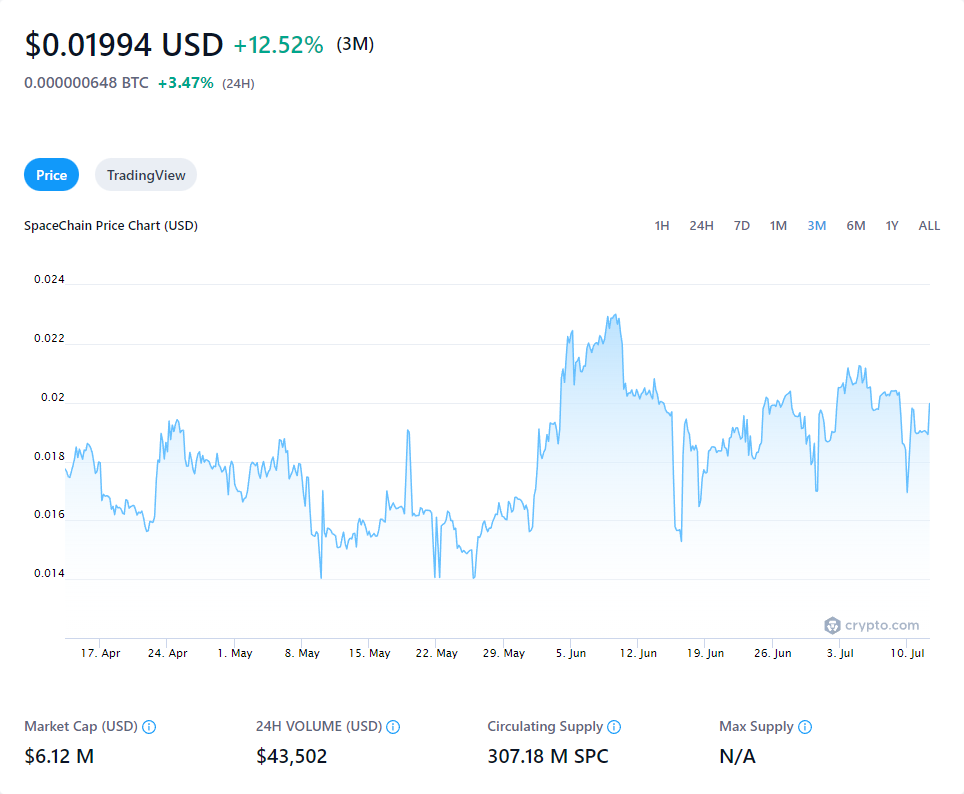 $0.01994 USD +12.52% (3M)
0.000000648 BTC +3.47% (24H)
Price TradingView
SpaceChain Price Chart (USD) 1H 24H 7D 1M 3M 6M 1Y ALL
0.024
0.022
0.02
0.018
0.016
0.014
crypto.com
17. Apr 24. Apr 1. May 8. May 15. May 22. May 29. May 5. Jun 12. Jun 19. Jun 26. Jun 3. Jul 10. Jul
Market Cap (USD) 24H VOLUME (USD) Circulating Supply Max Supply
$6.12 M $43,502 307.18 M SPC N/A